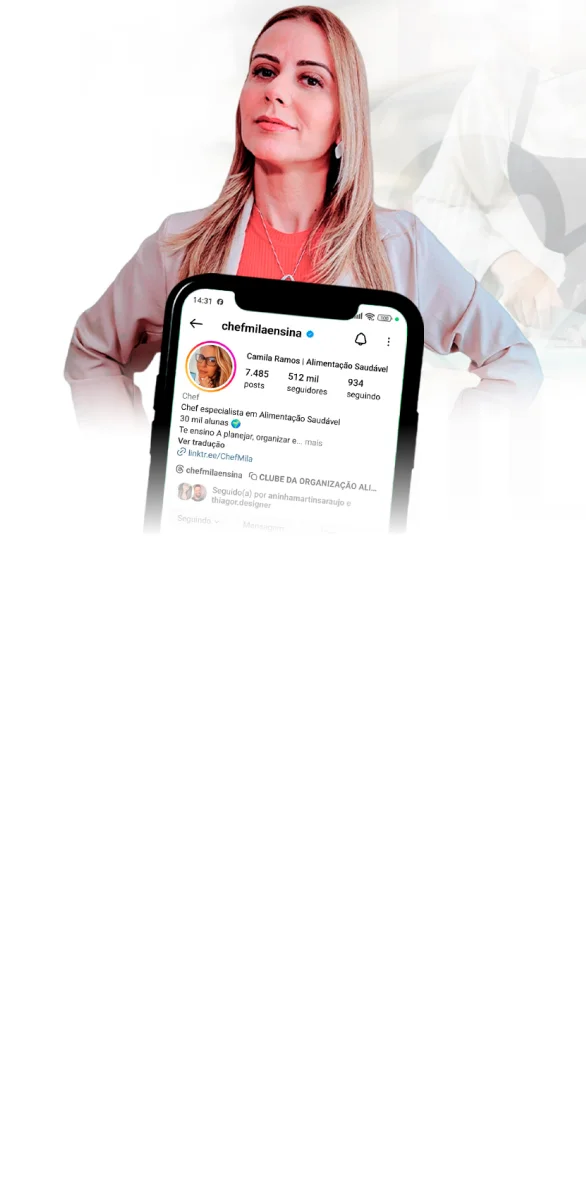 14:31
100
chefmilaensina
Camila Ramos | Alimentação Saudável
7.485 512 mil 934
posts seguidores seguindo
Chef
Chef especialista em Alimentação Saudável
30 mil alunas 🌍
Te ensino A planejar, organizar e... mais
Ver tradução
linktr.ee/ChefMila
chefmilaensina CLUBE DA ORGANIZAÇÃO ALI...
Seguido(a) por aninhamartinsaraujo e
thiagor.designer
Seguindo Mensagem